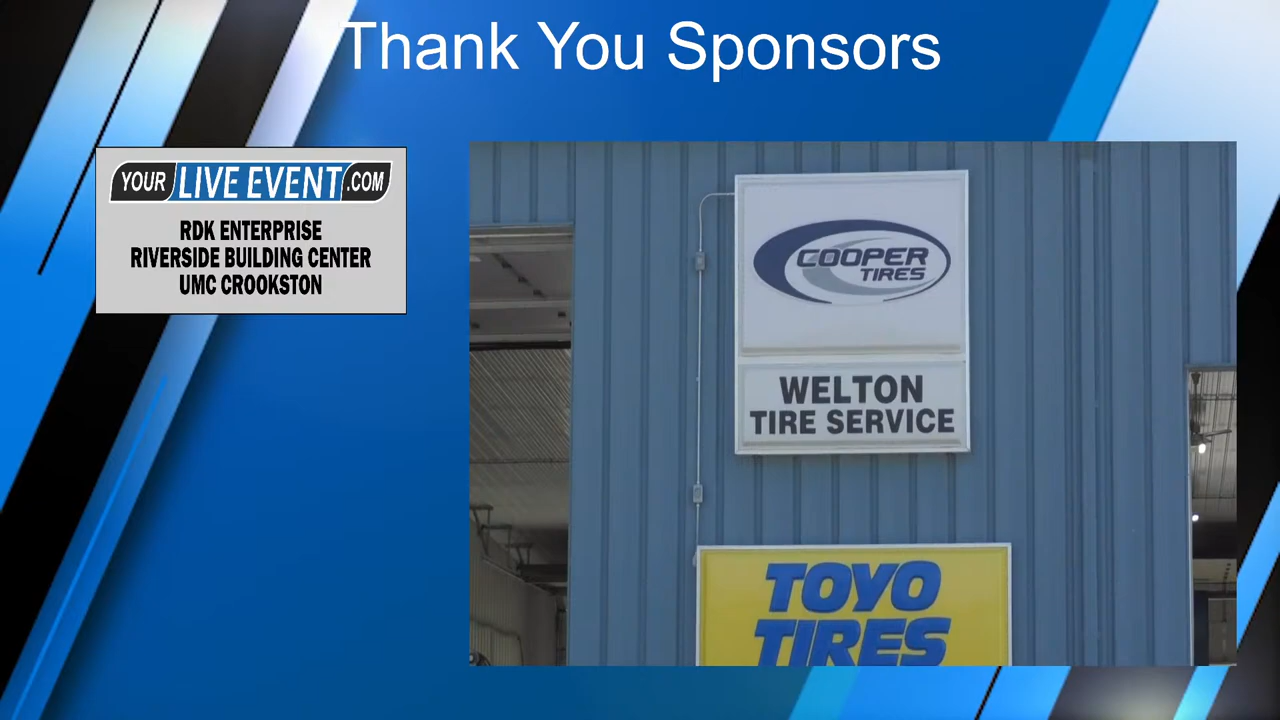 Thank You Sponsors
YOUR LIVE EVENT .COM
RDK ENTERPRISE
RIVERSIDE BUILDING CENTER
UMC CROOKSTON
COOPER
TIRES
WELTON
TIRE SERVICE
TOYO
TIRES